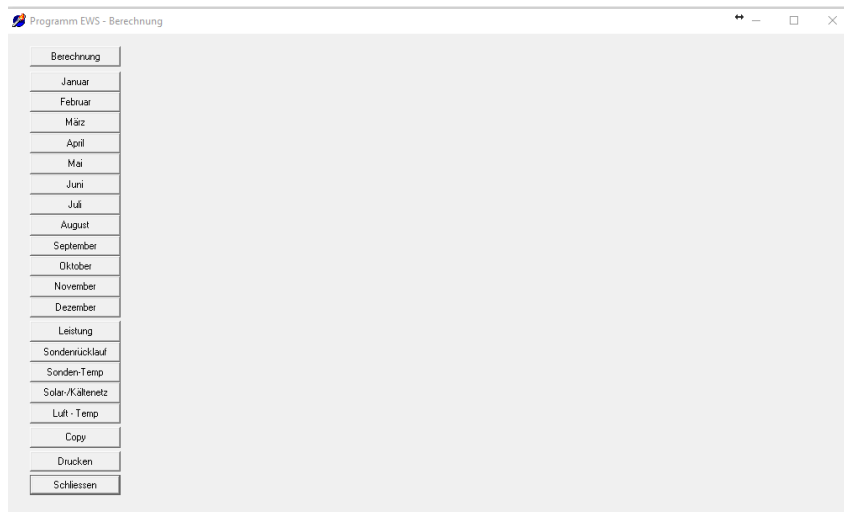 Programm EWS - Berechnung
Berechnung
Januar
Februar
März
April
Mai
Juni
Juli
August
September
Oktober
November
Dezember
Leistung
Sondenrücklauf
Sonden-Temp
Solar-/Kältenetz
Luft - Temp
Copy
Drucken
Schliessen